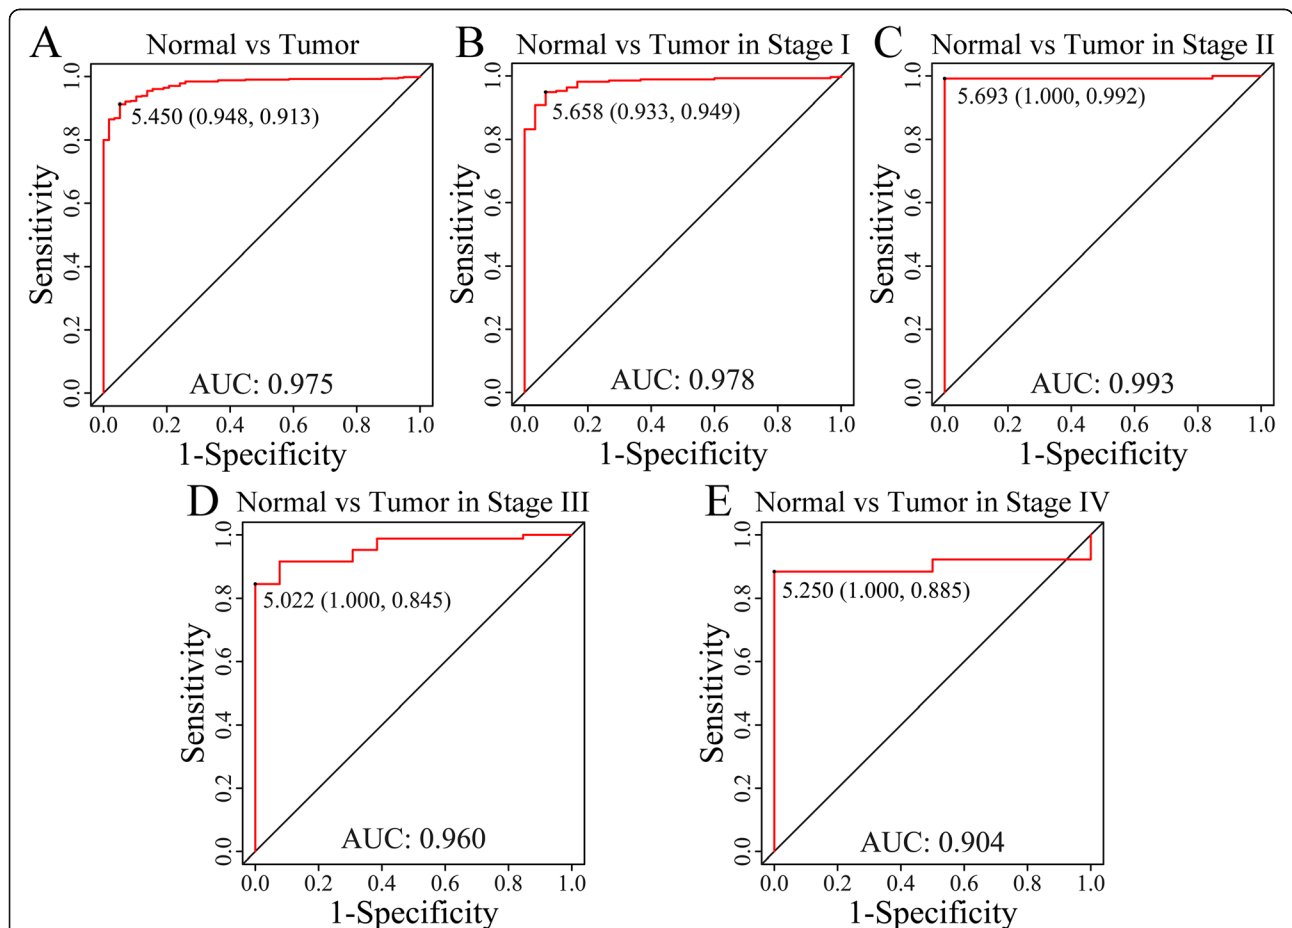 A Normal vs Tumor
Sensitivity
0.0 0.2 0.4 0.6 0.8 1.0
5.450 (0.948, 0.913)
AUC: 0.975
0.0 0.2 0.4 0.6 0.8 1.0
1-Specificity
B Normal vs Tumor in Stage I
Sensitivity
0.0 0.2 0.4 0.6 0.8 1.0
5.658 (0.933, 0.949)
AUC: 0.978
0.0 0.2 0.4 0.6 0.8 1.0
1-Specificity
C Normal vs Tumor in Stage II
Sensitivity
0.0 0.2 0.4 0.6 0.8 1.0
5.693 (1.000, 0.992)
AUC: 0.993
0.0 0.2 0.4 0.6 0.8 1.0
1-Specificity
D Normal vs Tumor in Stage III
Sensitivity
0.0 0.2 0.4 0.6 0.8 1.0
5.022 (1.000, 0.845)
AUC: 0.960
0.0 0.2 0.4 0.6 0.8 1.0
1-Specificity
E Normal vs Tumor in Stage IV
Sensitivity
0.0 0.2 0.4 0.6 0.8 1.0
5.250 (1.000, 0.885)
AUC: 0.904
0.0 0.2 0.4 0.6 0.8 1.0
1-Specificity